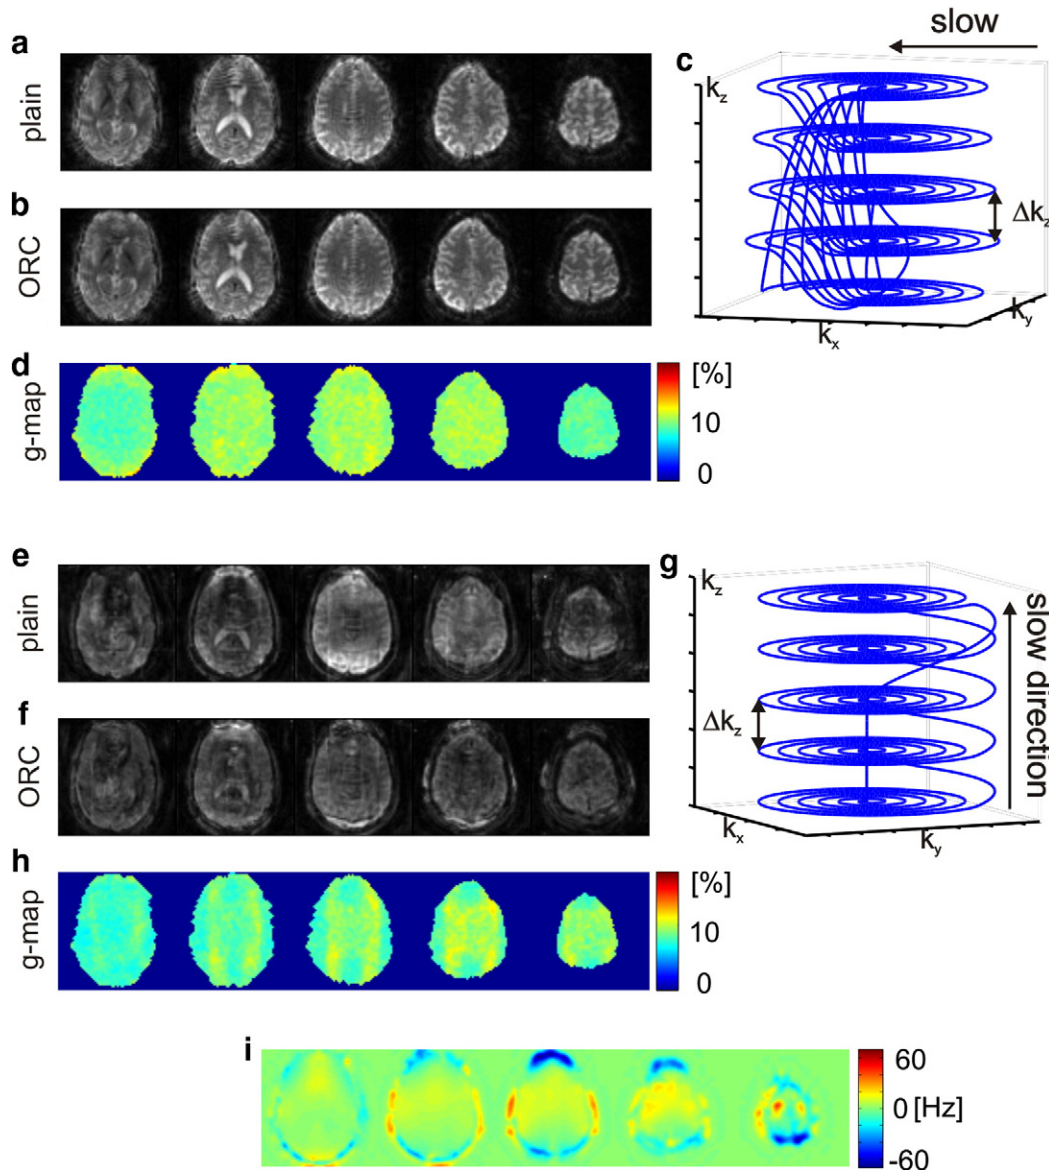 a
plain
slow
c
k_z
b
ORC
Δk_z
k_y
k_x
d
g-map
[%]
10
0
e
plain
g
k_z
slow direction
f
ORC
Δk_z
k_x
k_y
h
g-map
[%]
10
0
i
60
0 [Hz]
-60